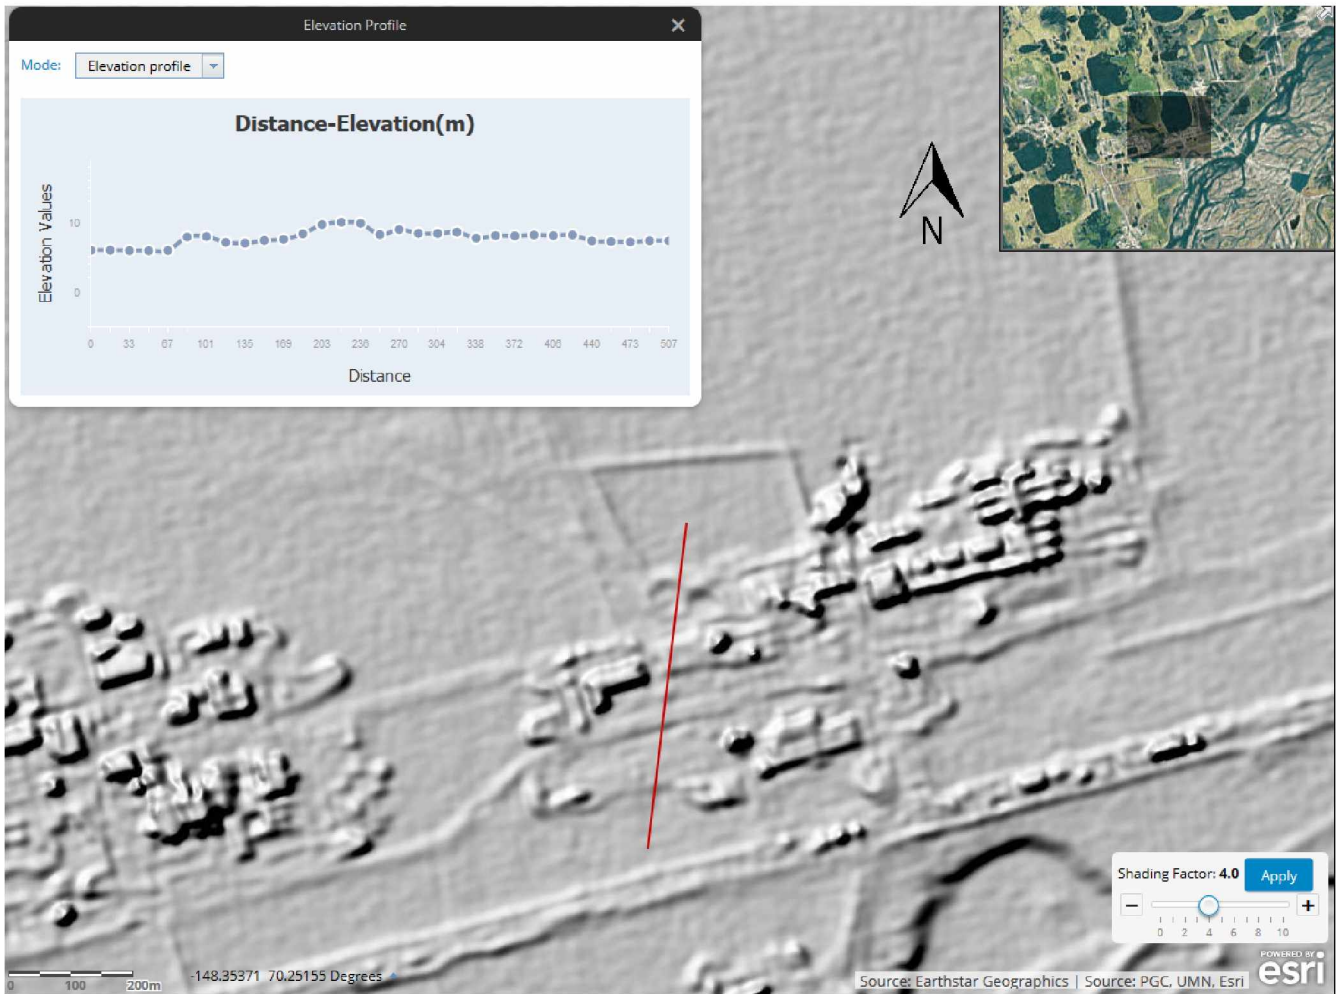 Elevation Profile
Mode: Elevation profile
Distance-Elevation(m)
Elevation Values
10
0
0 33 67 101 135 169 203 236 270 304 338 372 406 440 473 507
Distance
N
Shading Factor: 4.0 Apply
− +
0 2 4 6 8 10
-148.35371 70.25155 Degrees
0 100 200m
Source: Earthstar Geographics | Source: PGC, UMN, Esri
POWERED BY
esri